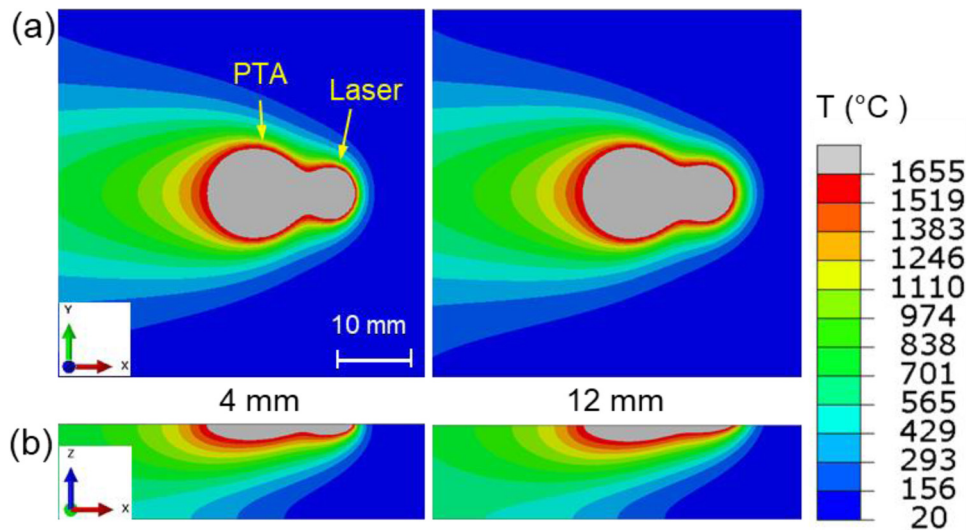 (a)
PTA
Laser
T (°C )
Y
X
10 mm
4 mm
12 mm
(b)
Z
X
1655
1519
1383
1246
1110
974
838
701
565
429
293
156
20